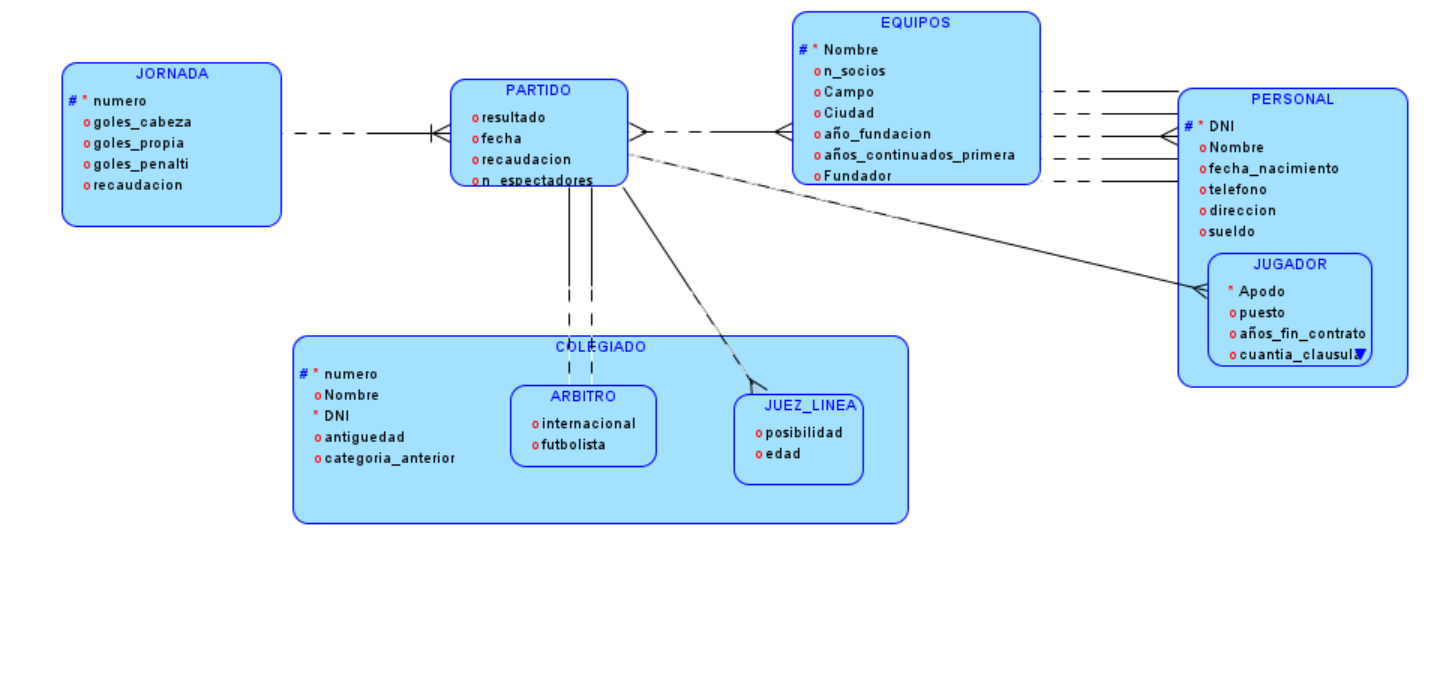 JORNADA
# * numero
o goles_cabeza
o goles_propia
o goles_penalti
o recaudacion
PARTIDO
o resultado
o fecha
o recaudacion
o n_espectadores
EQUIPOS
# * Nombre
o n_socios
o Campo
o Ciudad
o año_fundacion
o años_continuados_primera
o Fundador
PERSONAL
# * DNI
o Nombre
o fecha_nacimiento
o telefono
o direccion
o sueldo
JUGADOR
* Apodo
o puesto
o años_fin_contrato
o cuantia_clausula
COLEGIADO
# * numero
o Nombre
* DNI
o antiguedad
o categoria_anterior
ARBITRO
o internacional
o futbolista
JUEZ_LINEA
o posibilidad
o edad